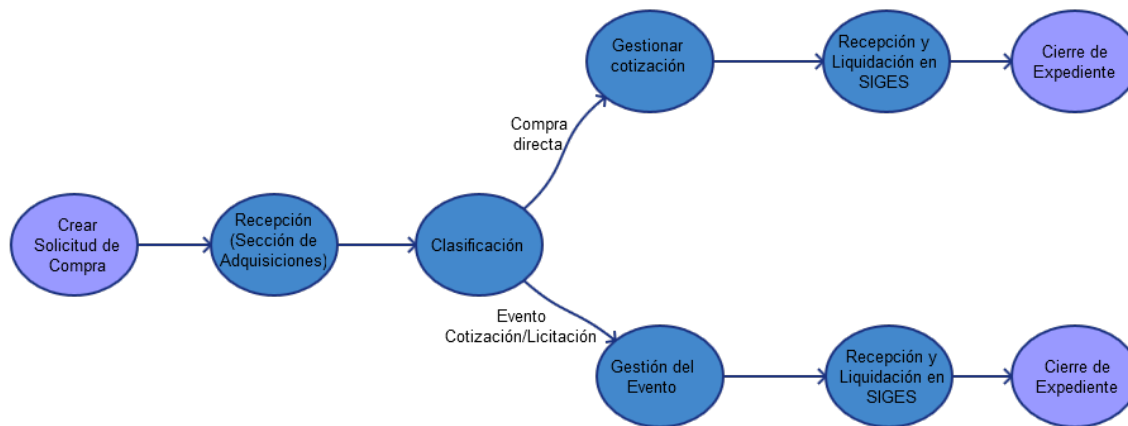 Gestionar
cotización
Recepción y
Liquidación en
SIGES
Cierre de
Expediente
Compra
directa
Crear
Solicitud de
Compra
Recepción
(Sección de
Adquisiciones)
Clasificación
Evento
Cotización/Licitación
Gestión del
Evento
Recepción y
Liquidación en
SIGES
Cierre de
Expediente